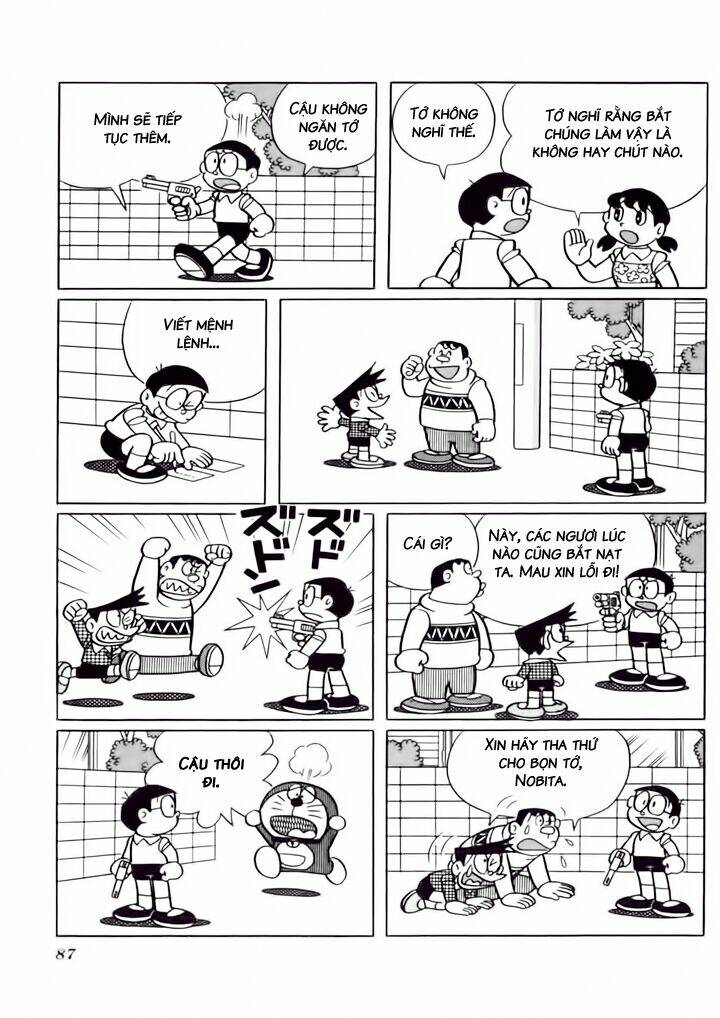 TỚ NGHĨ RẰNG BẮT
CHÚNG LÀM VẬY LÀ
KHÔNG HAY CHÚT NÀO.
TỚ KHÔNG
NGHĨ THẾ.
CẬU KHÔNG
NGĂN TỚ
ĐƯỢC.
MÌNH SẼ TIẾP
TỤC THÊM.
VIẾT MỆNH
LỆNH...
NÀY, CÁC NGƯƠI LÚC
NÀO CŨNG BẮT NẠT
TA. MAU XIN LỖI ĐI!
CÁI GÌ?
ズド
ズドン
XIN HÃY THA THỨ
CHO BỌN TỚ,
NOBITA.
CẬU THÔI
ĐI.
87